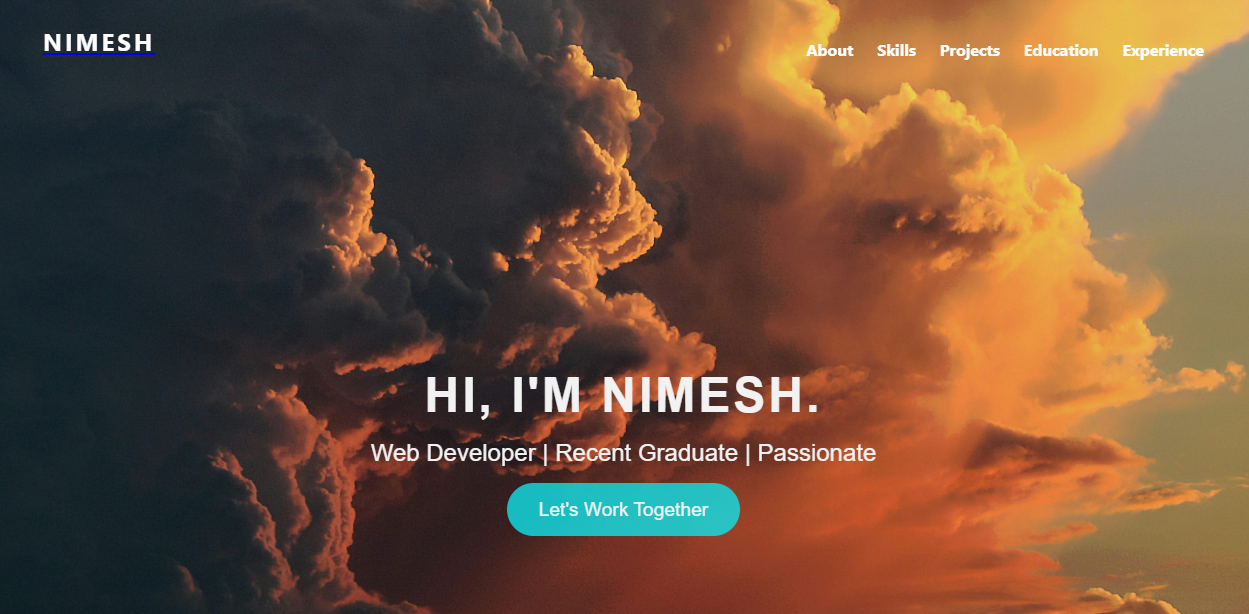 NIMESH
About Skills Projects Education Experience
HI, I'M NIMESH.
Web Developer | Recent Graduate | Passionate
Let's Work Together